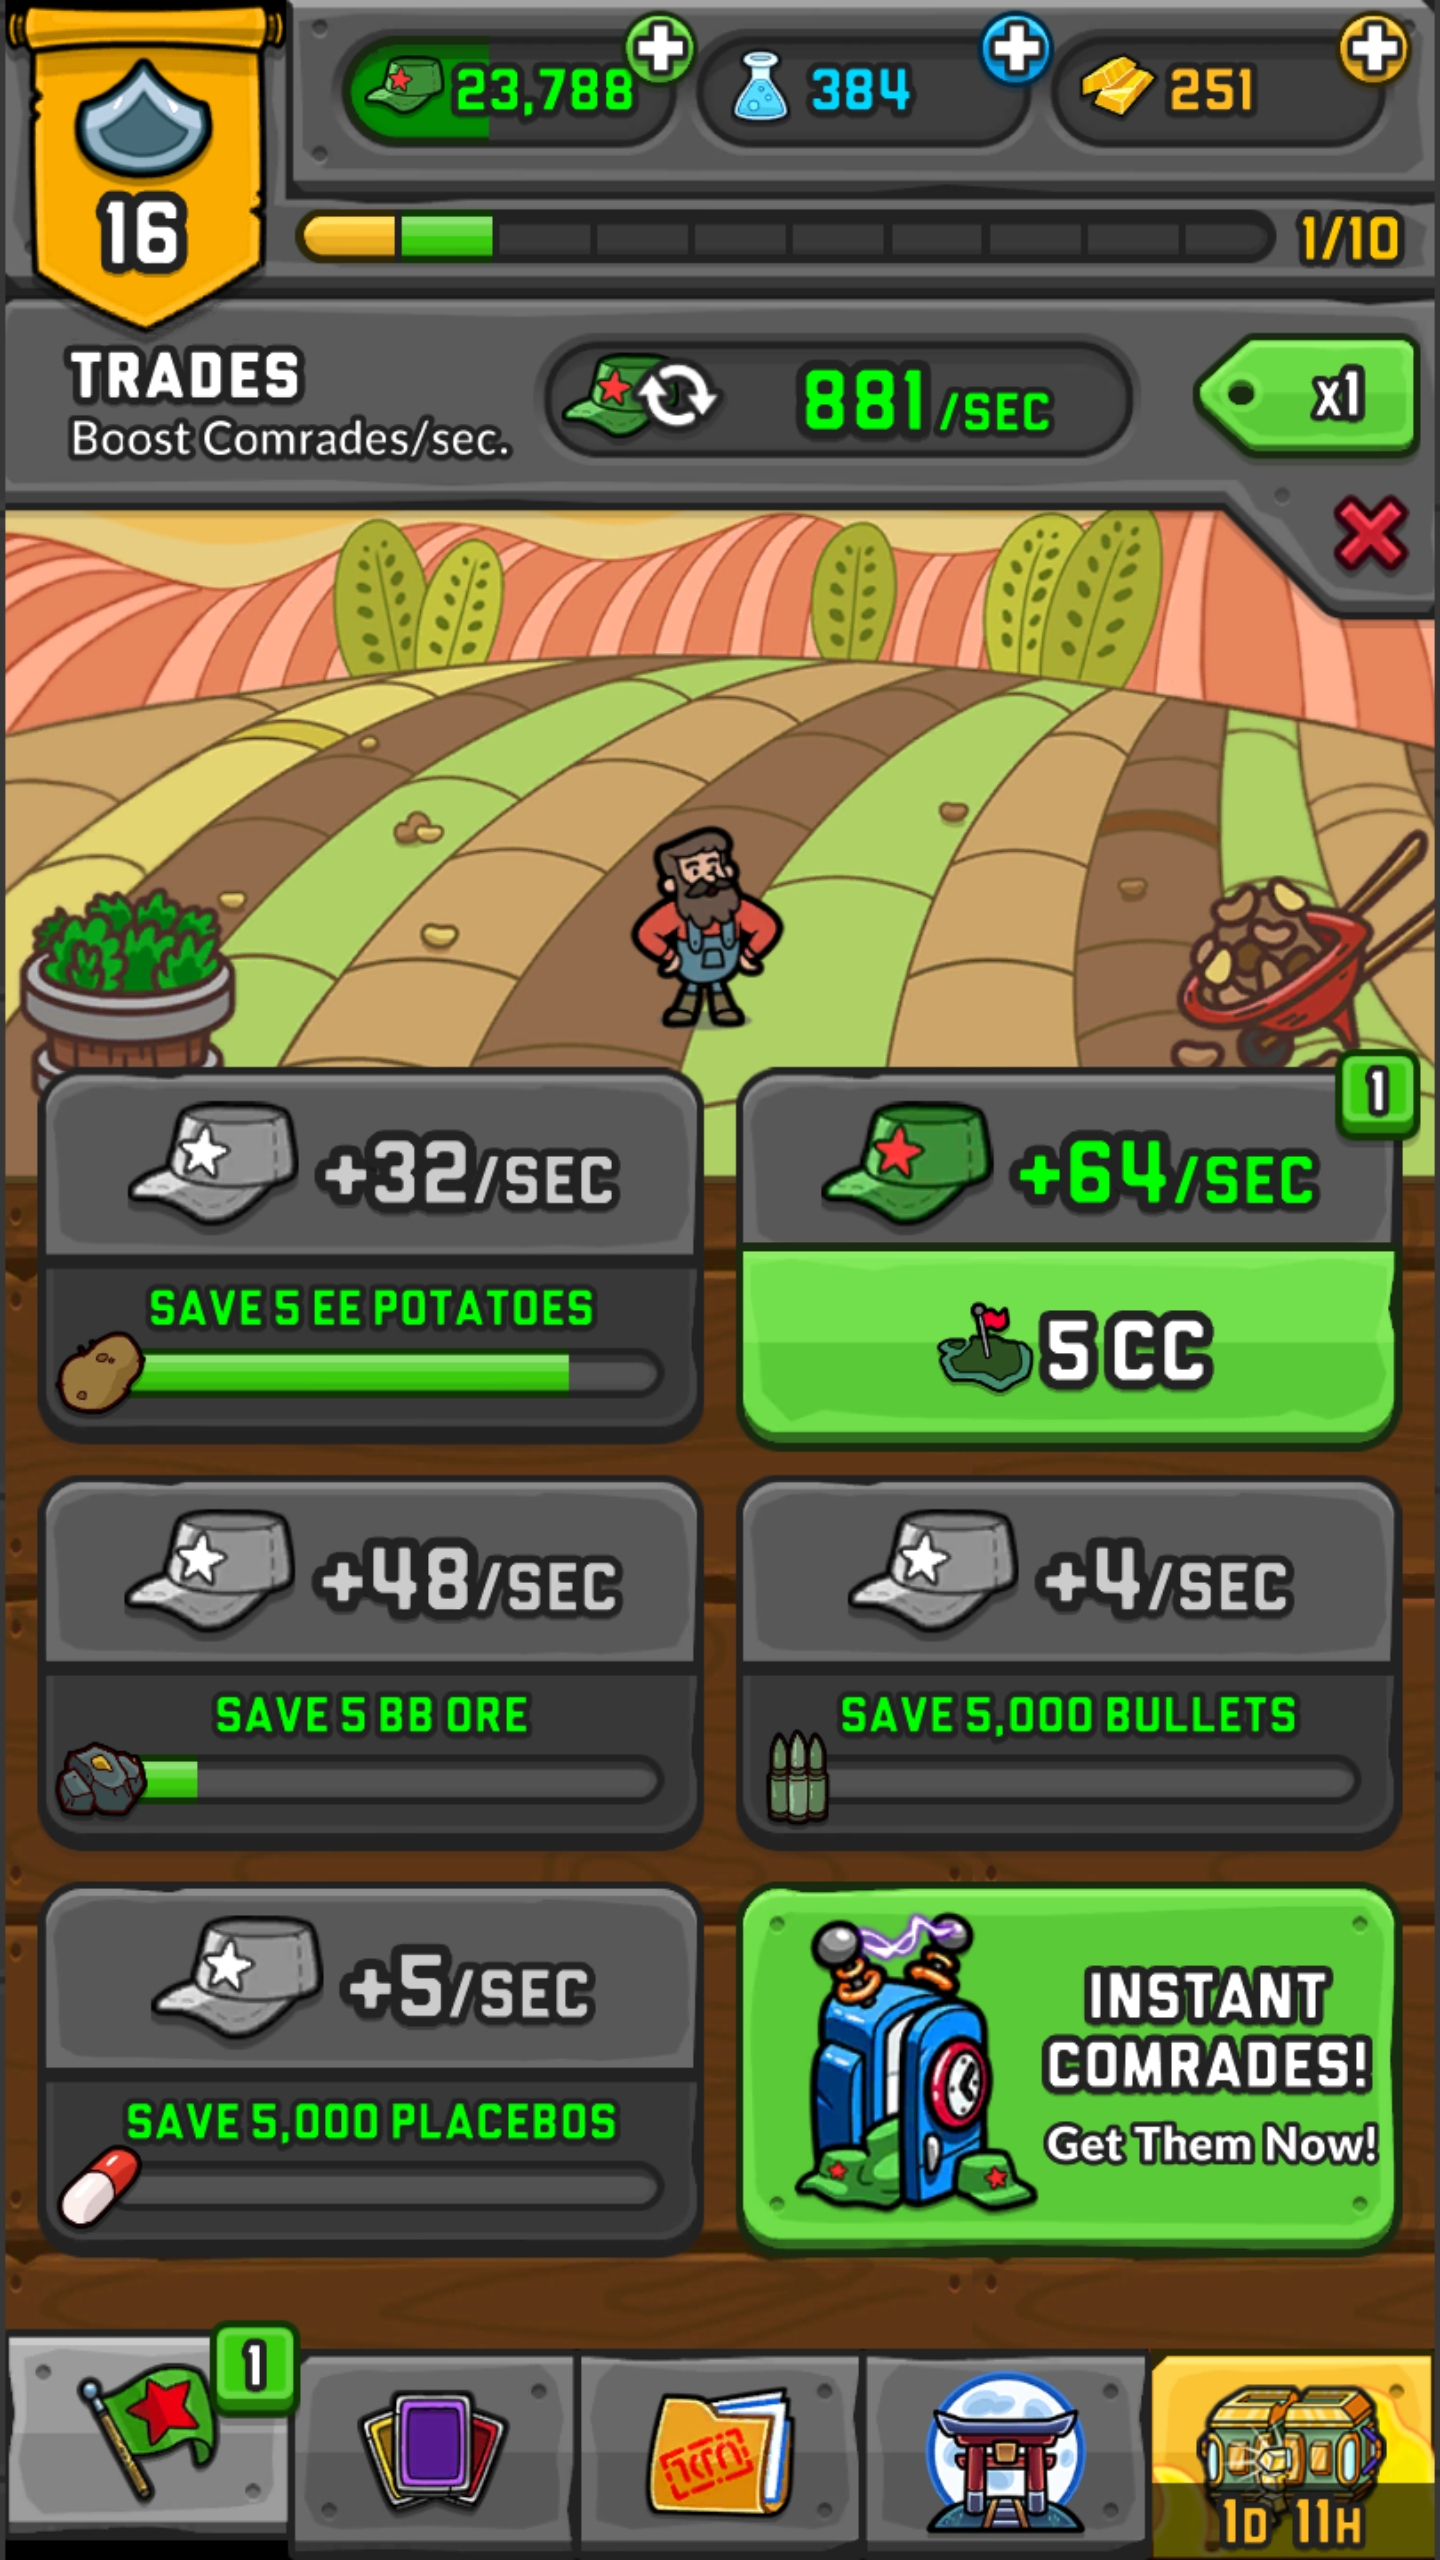 23,788
384
251
16
1/10
TRADES
Boost Comrades/sec.
881/SEC
x1
+32/SEC
SAVE 5 EE POTATOES
1
+64/SEC
5 CC
+48/SEC
SAVE 5 BB ORE
+4/SEC
SAVE 5,000 BULLETS
+5/SEC
SAVE 5,000 PLACEBOS
INSTANT
COMRADES!
Get Them Now!
1
1D 11H